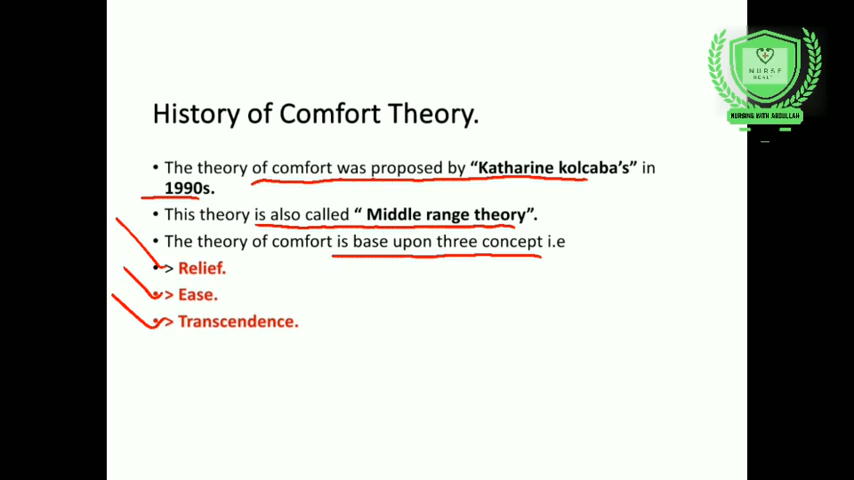 NURSE
HEALT
NURSING WITH ABDULLAH
History of Comfort Theory.
• The theory of comfort was proposed by “Katharine kolcaba’s” in
1990s.
• This theory is also called “ Middle range theory”.
• The theory of comfort is base upon three concept i.e
• > Relief.
• > Ease.
• > Transcendence.